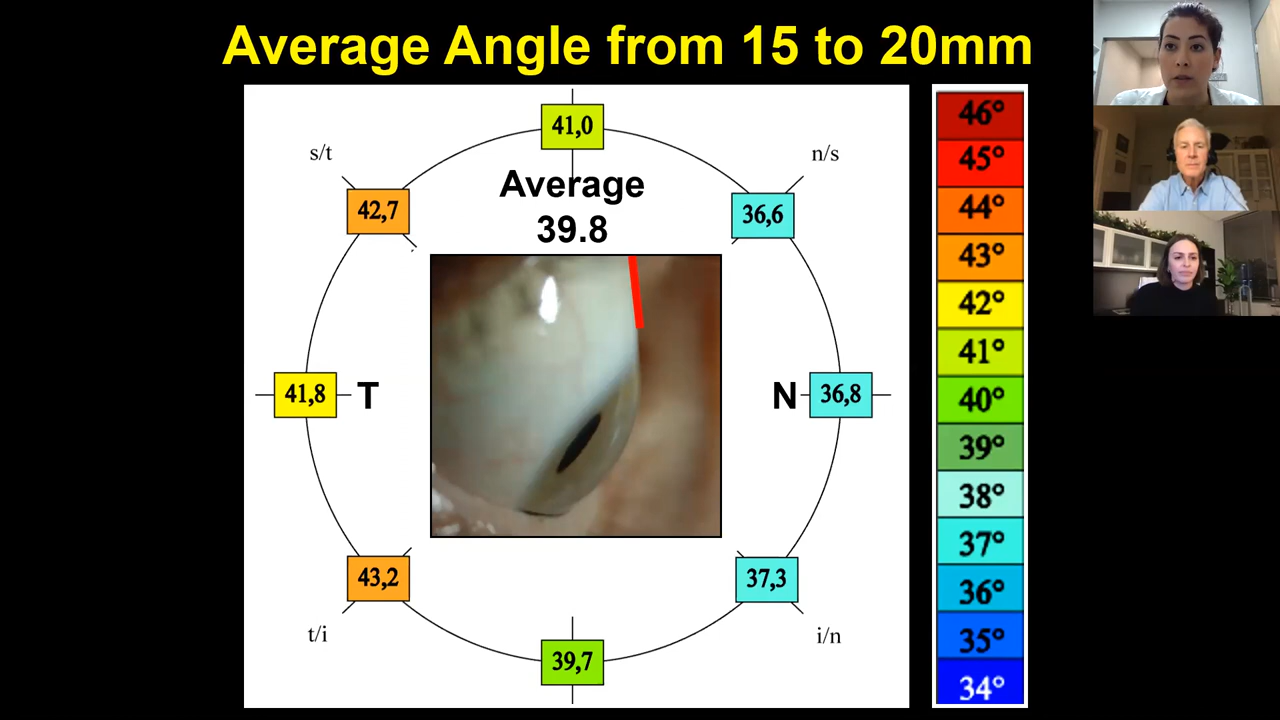 Average Angle from 15 to 20mm
41,0
s/t
n/s
42,7
Average
39.8
36,6
41,8
T
N
36,8
43,2
37,3
t/i
i/n
39,7
46°
45°
44°
43°
42°
41°
40°
39°
38°
37°
36°
35°
34°